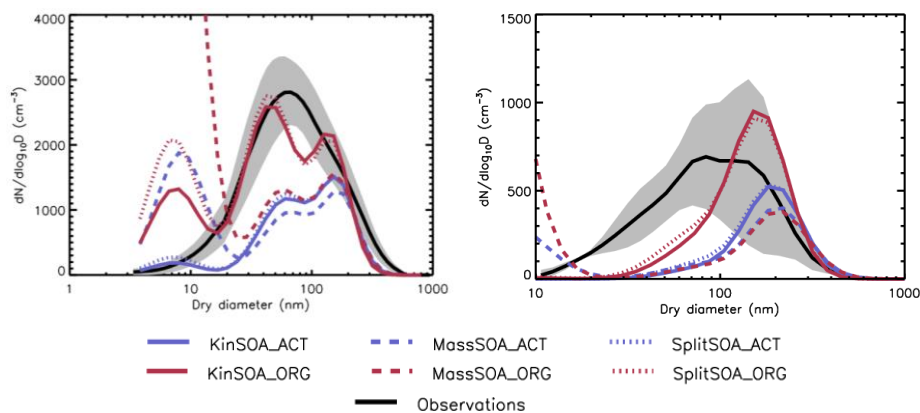 4000
3000
2000
1000
0
dN/dlog₁₀D (cm⁻³)
1 10 100 1000
Dry diameter (nm)
1500
1000
500
0
dN/dlog₁₀D (cm⁻³)
10 100 1000
Dry diameter (nm)
KinSOA_ACT MassSOA_ACT SplitSOA_ACT
KinSOA_ORG MassSOA_ORG SplitSOA_ORG
Observations